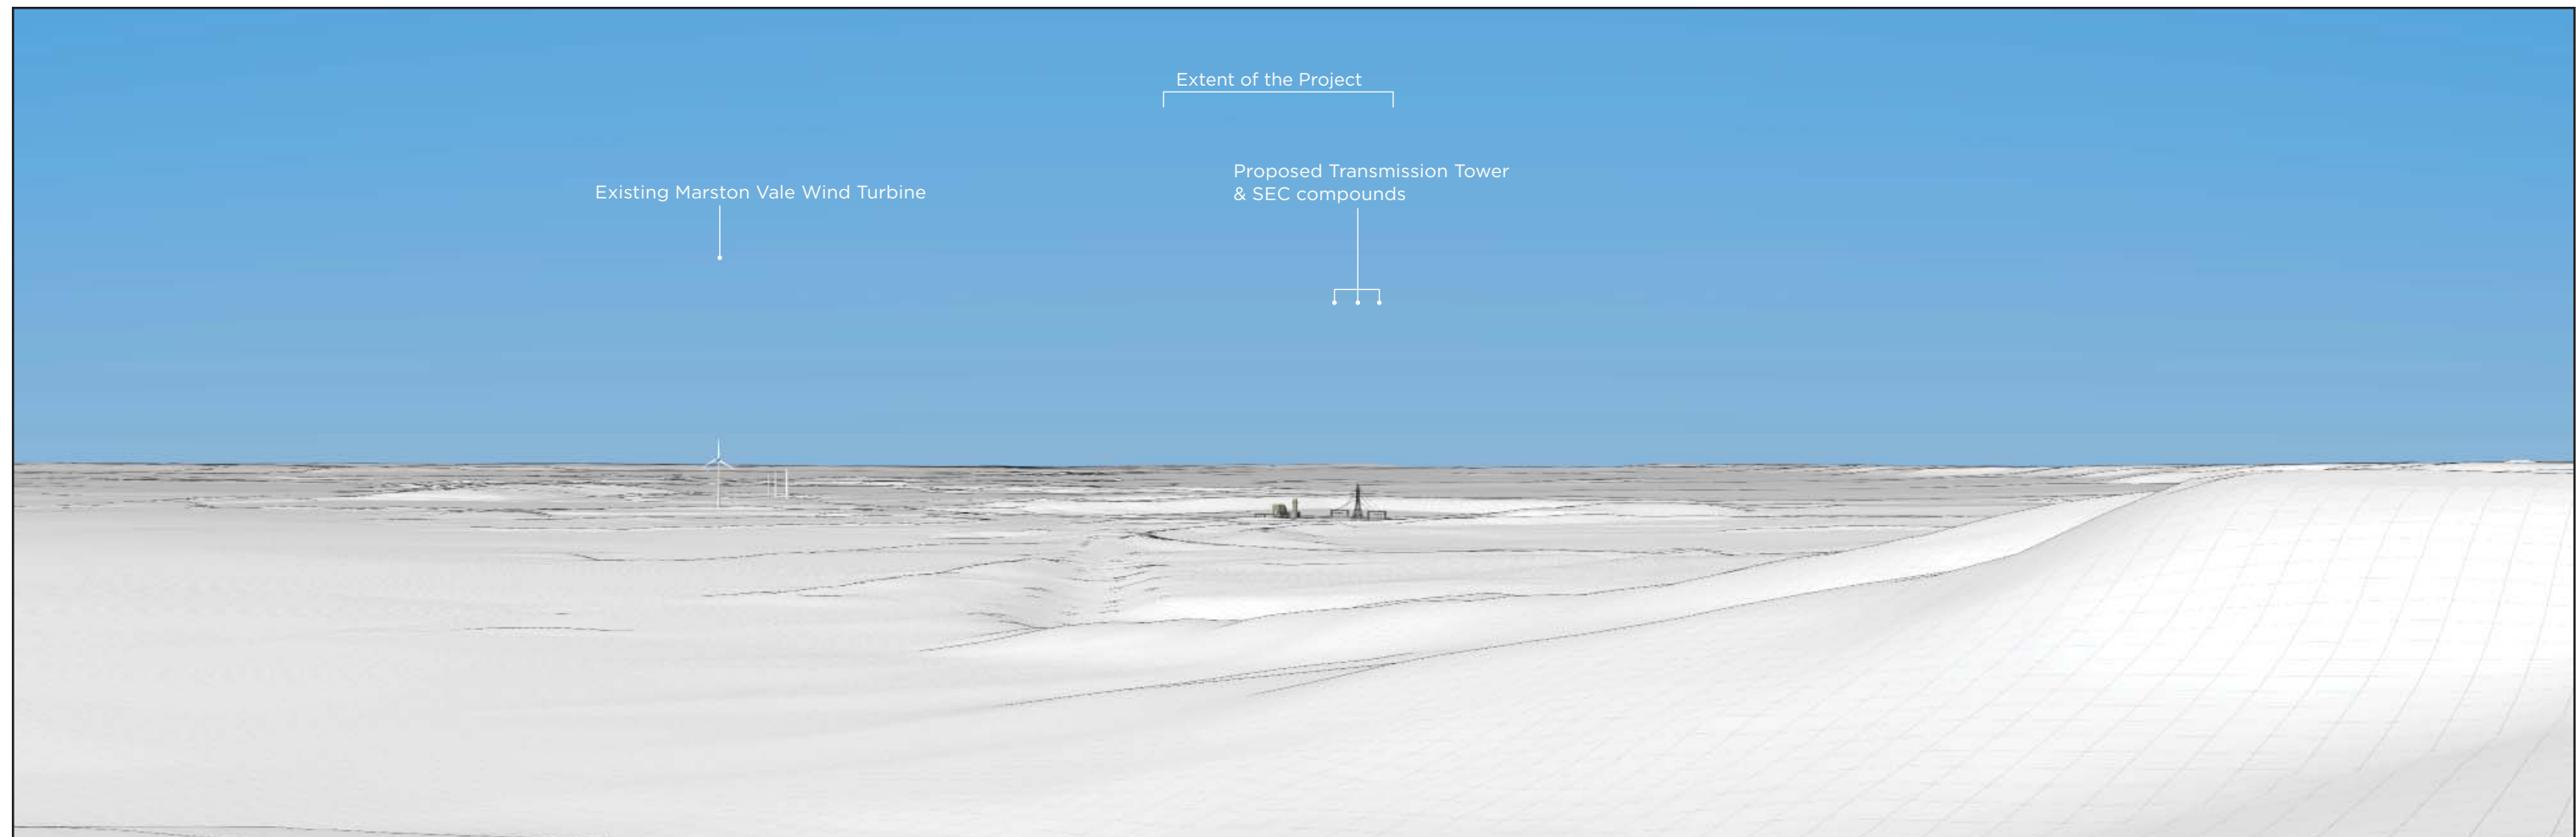 Extent of the Project
Existing Marston Vale Wind Turbine
Proposed Transmission Tower
& SEC compounds